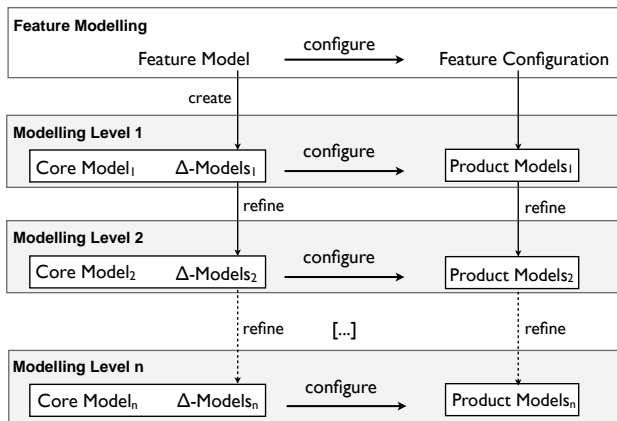 Feature Modelling
configure
Feature Model
Feature Configuration
create
Modelling Level 1
configure
Core Model₁ Δ-Models₁
Product Models₁
refine
refine
Modelling Level 2
configure
Core Model₂ Δ-Models₂
Product Models₂
refine
[...]
refine
Modelling Level n
configure
Core Modelₙ Δ-Modelsₙ
Product Modelsₙ